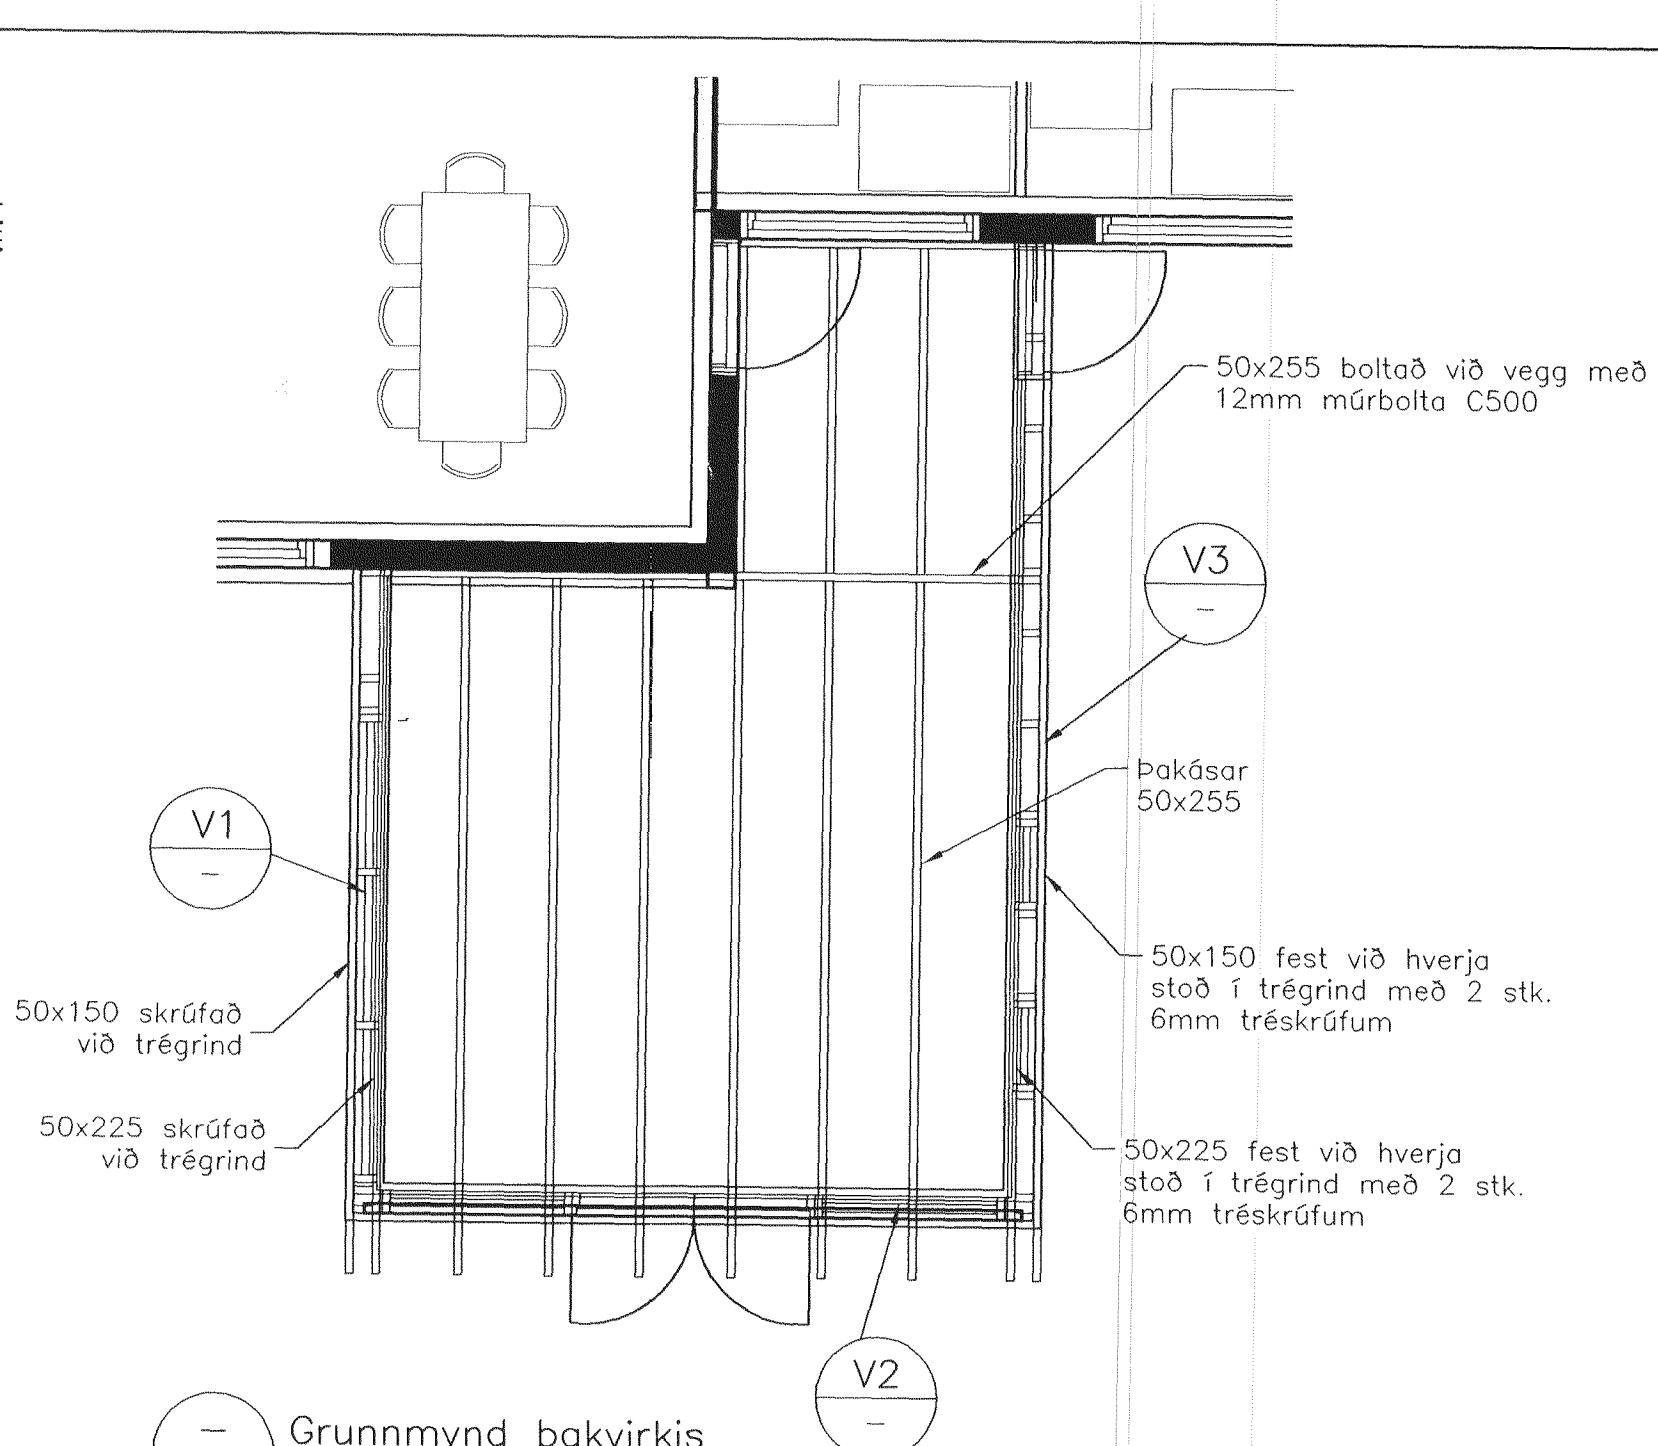 50x255 boltað við vegg með
12mm múrbolta C500
V3
–
Þakásar
50x255
V1
–
50x150 fest við hverja
stoð í trégrind með 2 stk.
6mm tréskrúfum
50x150 skrúfað
við trégrind
50x225 skrúfað
við trégrind
50x225 fest við hverja
stoð í trégrind með 2 stk.
6mm tréskrúfum
V2
–
–
Grunnmynd þakvirkis